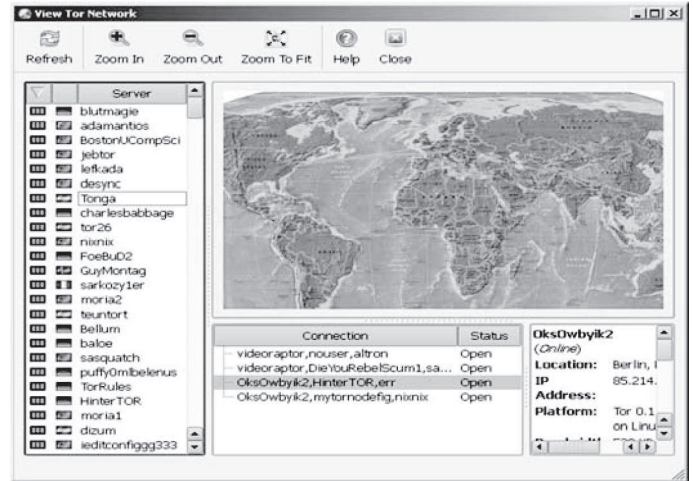 View Tor Network
Refresh Zoom In Zoom Out Zoom To Fit Help Close
Server
blutmagie
adamantios
BostonUCompSci
jebtor
lefkada
desync
Tonga
charlesbabbage
tor26
nixnix
FoeBuD2
GuyMontag
sarkozy1er
moria2
teuntort
Bellum
baloe
sasquatch
puffy0mlbelenus
TorRules
HinterTOR
moria1
dizum
ieditconfiggg333
Connection Status
videoraptor,nouser,altron Open
videoraptor,DieYouRebelScum1,sa... Open
OksOwbyik2,HinterTOR,err Open
OksOwbyik2,mytornodefig,nixnix Open
OksOwbyik2
(Online)
Location: Berlin,
IP 85.214.
Address:
Platform: Tor 0.1
on Linu